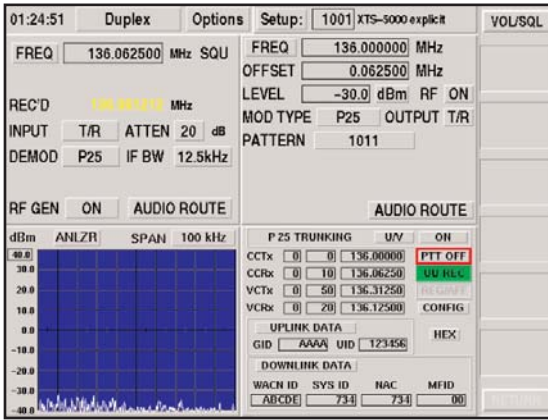 01:24:51 Duplex Options Setup: 1001 XTS-5000 explicit VOL/SQL
FREQ 136.062500 MHz SQU
REC'D MHz
INPUT T/R ATTEN 20 dB
DEMOD P25 IF BW 12.5kHz
RF GEN ON AUDIO ROUTE
FREQ 136.000000 MHz
OFFSET 0.062500 MHz
LEVEL -30.0 dBm RF ON
MOD TYPE P25 OUTPUT T/R
PATTERN 1011
AUDIO ROUTE
dBm ANLZR SPAN 100 kHz
40.0
30.0
20.0
10.0
0.0
-10.0
-20.0
-30.0
-40.0
P25 TRUNKING U/V ON
CCTx 0 0 136.00000 PTT OFF
CCRx 0 10 136.06250 UU REC
VCTx 0 50 136.31250 REG/AFF
VCRx 0 20 136.12500 CONFIG
UPLINK DATA HEX
GID AAAA UID 123456
DOWNLINK DATA
WACN ID SYS ID NAC MFID
ABCDE 734 734 00
RETURN